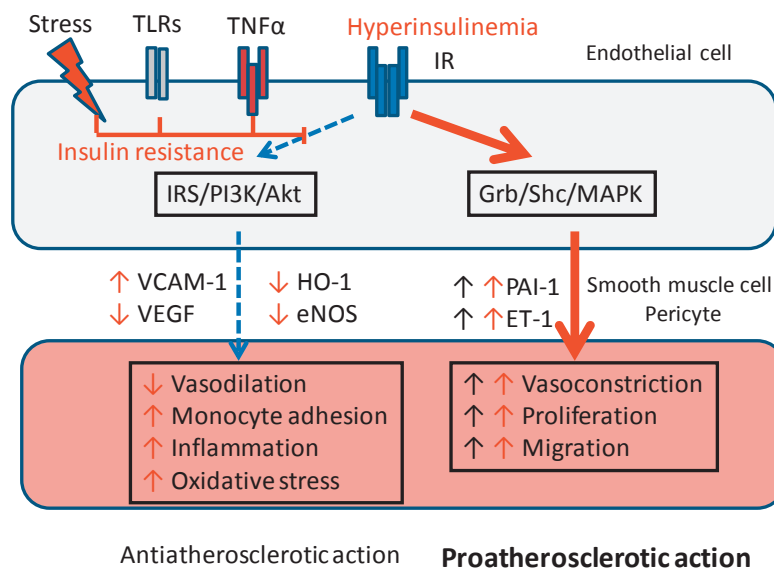 Stress
TLRs
TNFα
Hyperinsulinemia
IR
Endothelial cell
Insulin resistance
IRS/PI3K/Akt
Grb/Shc/MAPK
↑ VCAM-1
↓ VEGF
↓ HO-1
↓ eNOS
↑ ↑ PAI-1
↑ ↑ ET-1
Smooth muscle cell
Pericyte
↓ Vasodilation
↑ Monocyte adhesion
↑ Inflammation
↑ Oxidative stress
↑ ↑ Vasoconstriction
↑ ↑ Proliferation
↑ ↑ Migration
Antiatherosclerotic action
Proatherosclerotic action